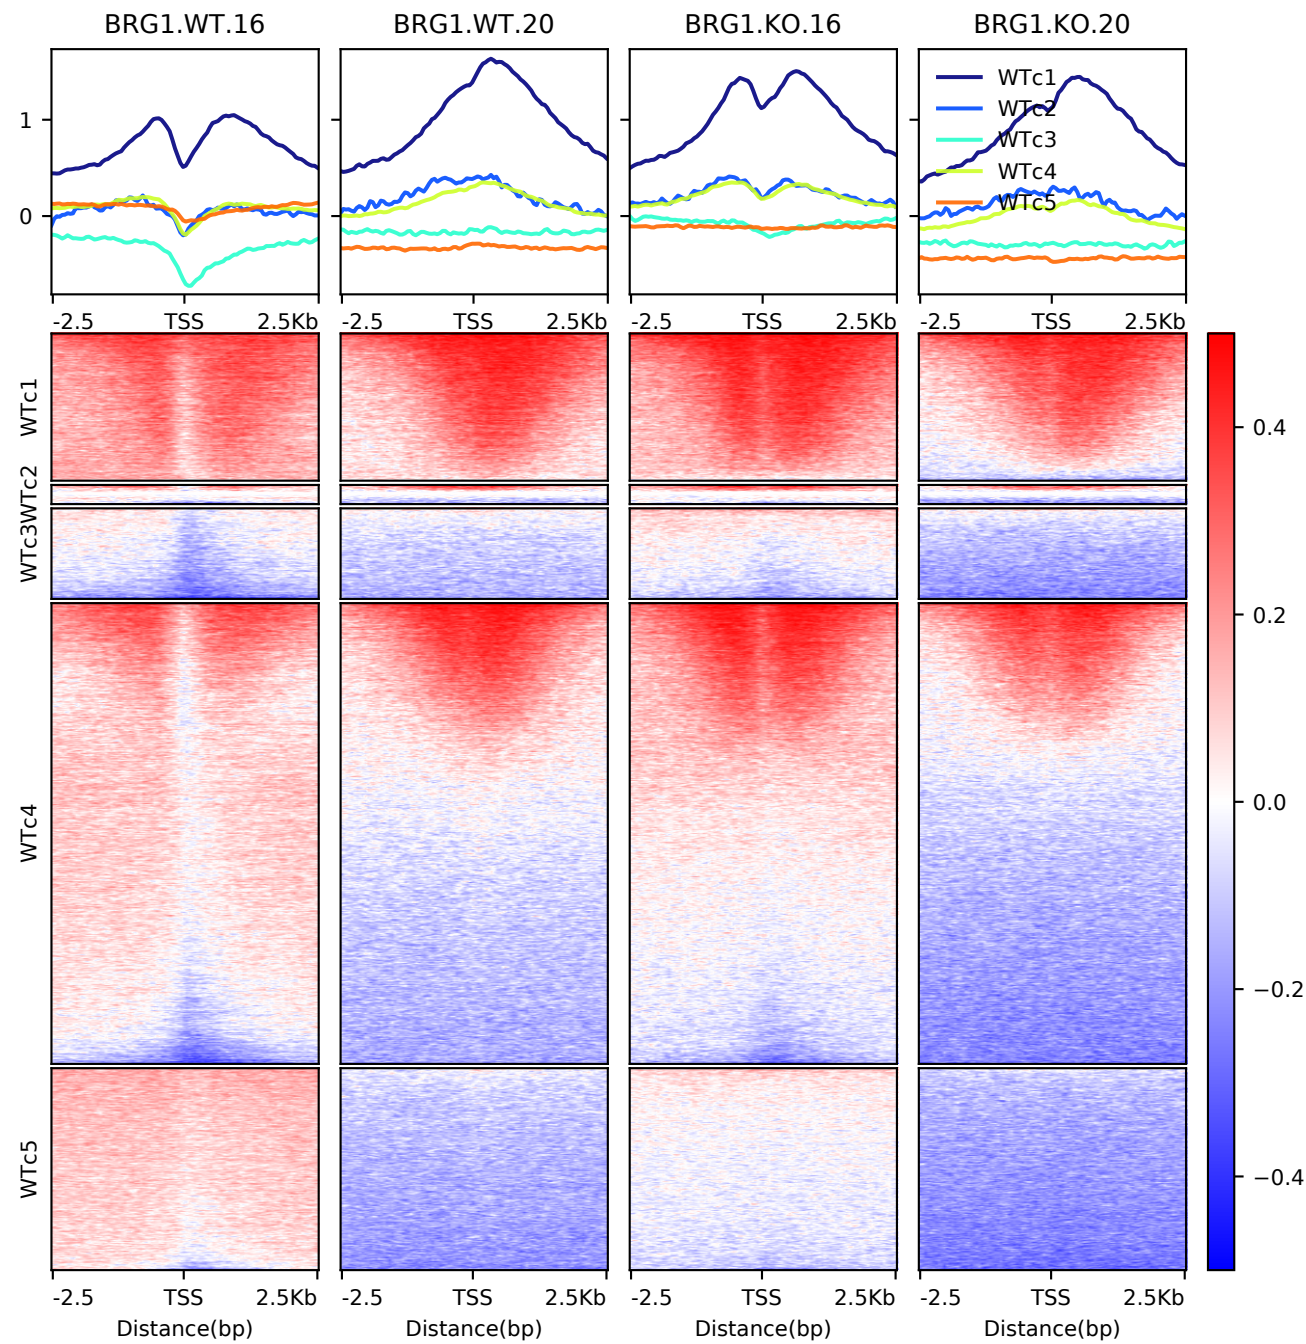 BRG1.WT.16 BRG1.WT.20 BRG1.KO.16 BRG1.KO.20
1
0
WTc1
WTc2
WTc3
WTc4
WTc5
-2.5 TSS 2.5Kb -2.5 TSS 2.5Kb -2.5 TSS 2.5Kb -2.5 TSS 2.5Kb
WTc1
WTc2
WTc3
WTc4
WTc5
0.4
0.2
0.0
−0.2
−0.4
-2.5 TSS 2.5Kb -2.5 TSS 2.5Kb -2.5 TSS 2.5Kb -2.5 TSS 2.5Kb
Distance(bp) Distance(bp) Distance(bp) Distance(bp)